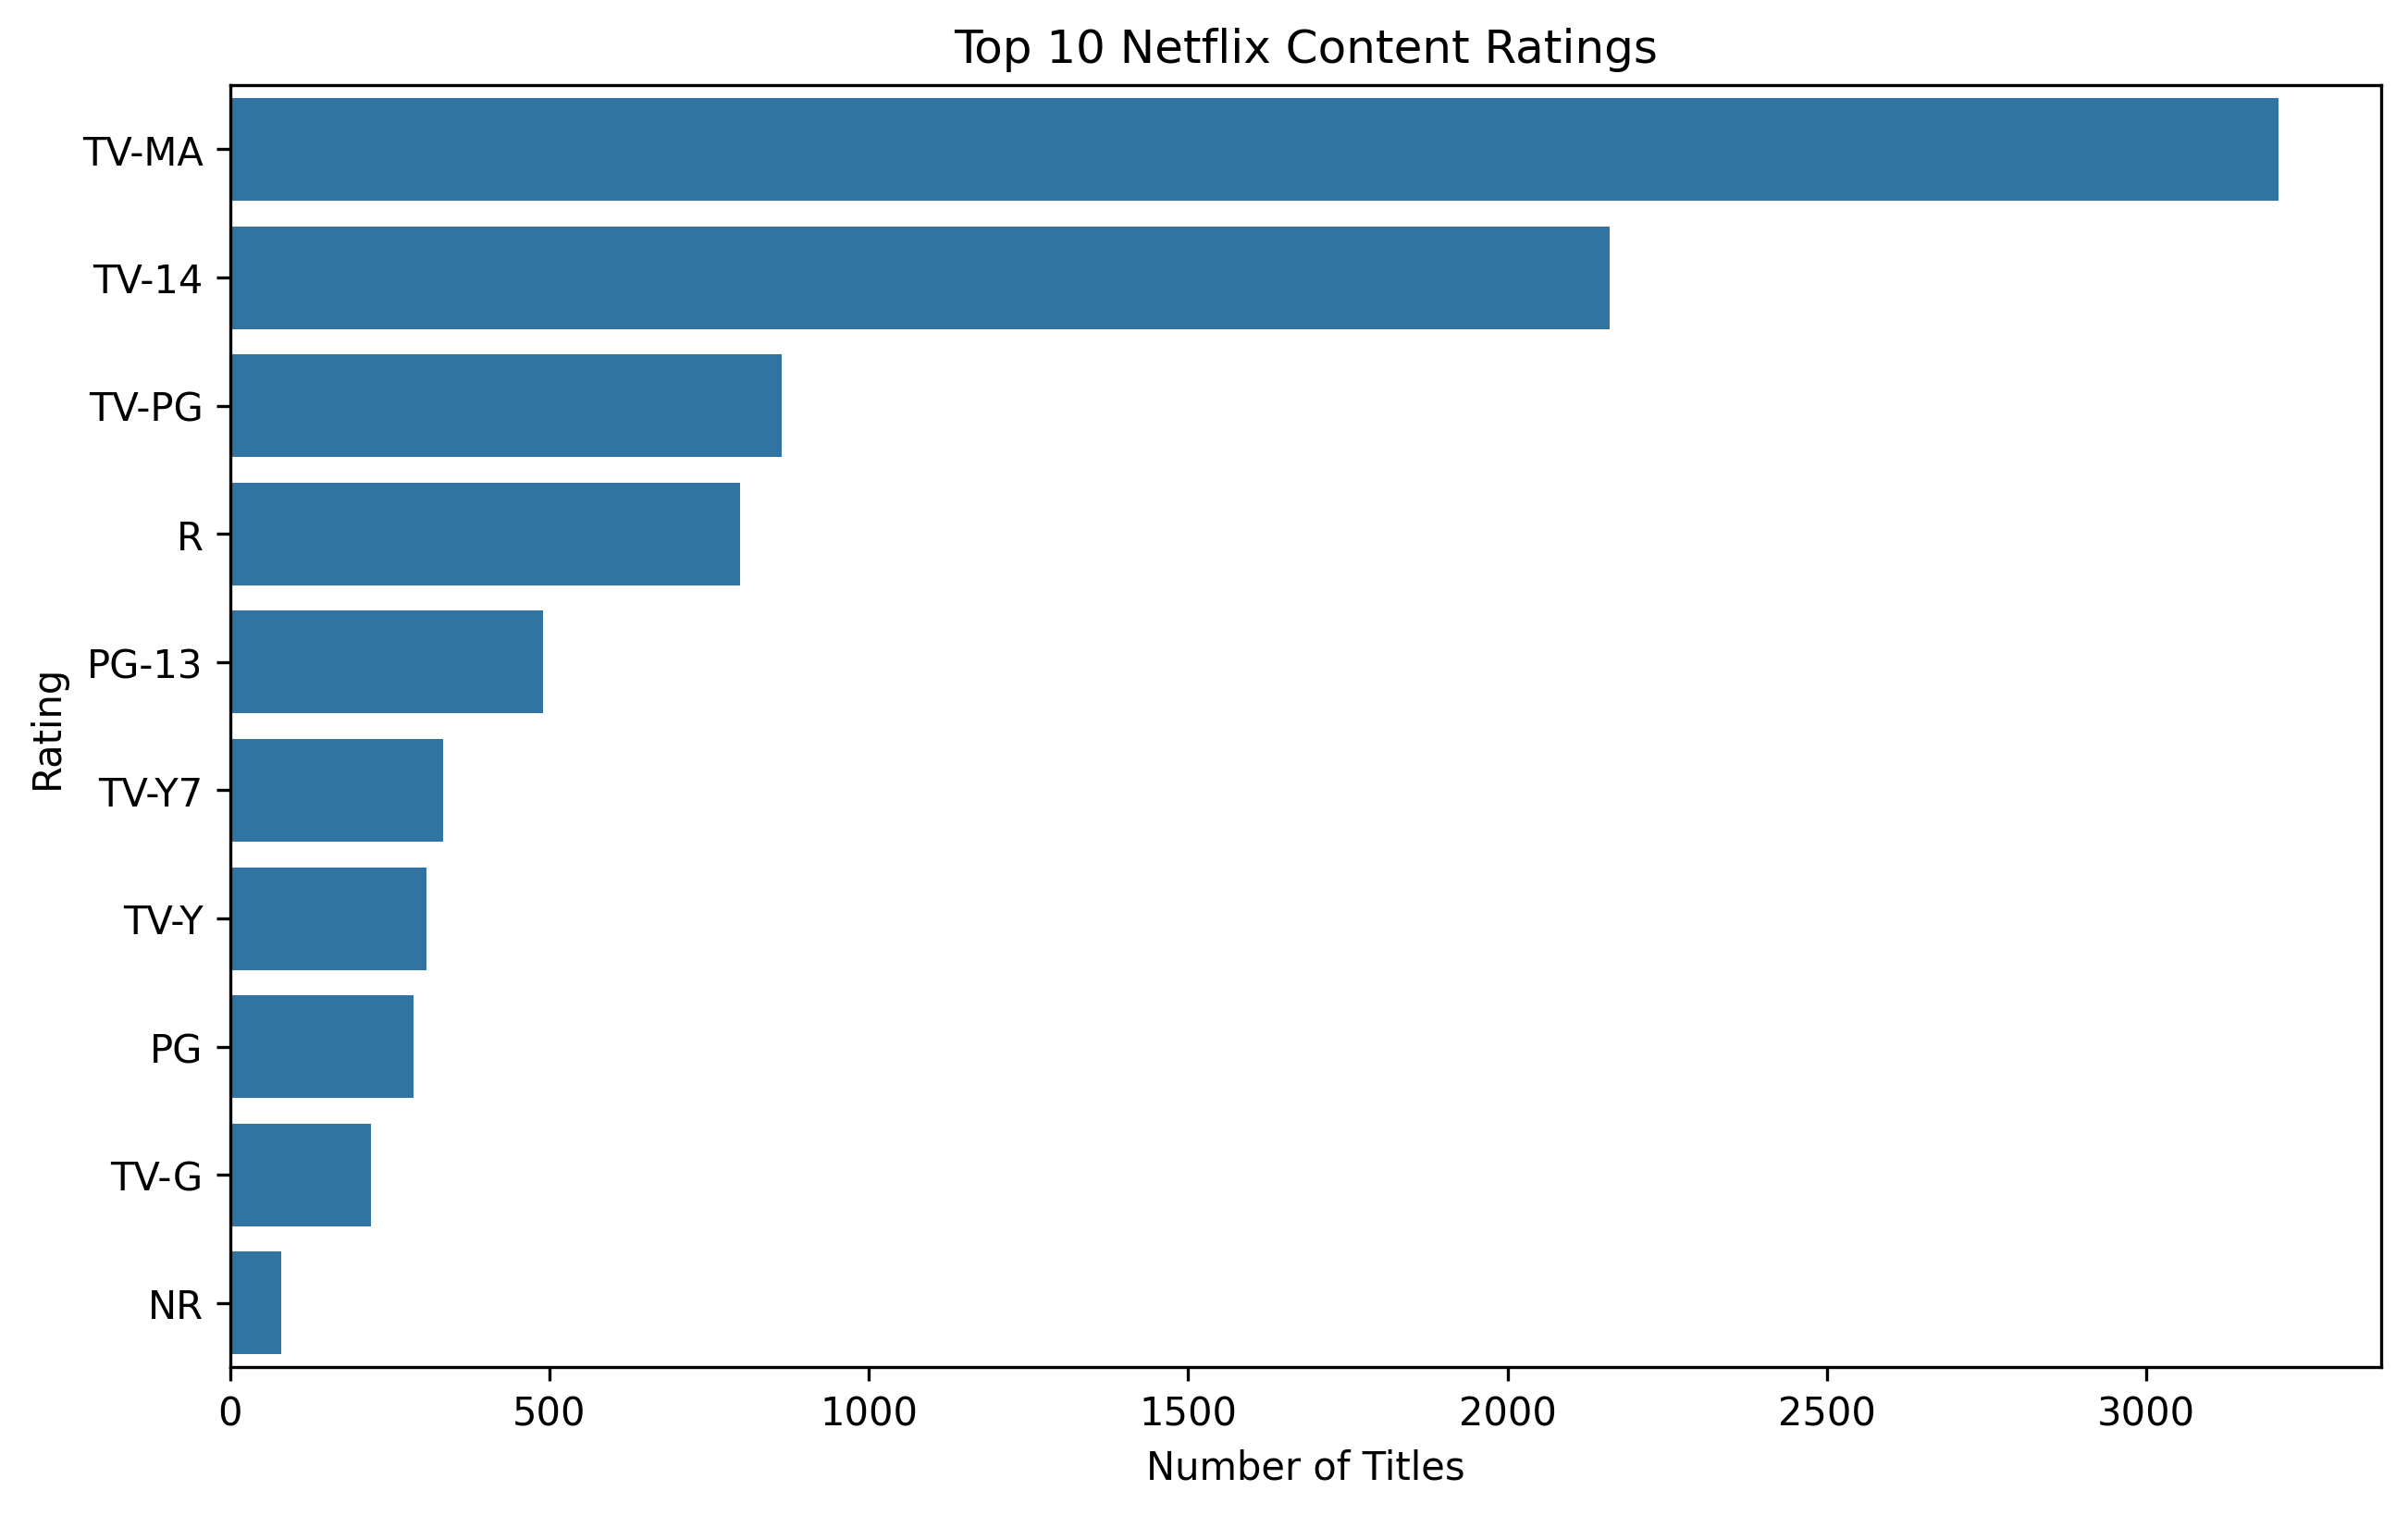 Top 10 Netflix Content Ratings
TV-MA
TV-14
TV-PG
R
PG-13
TV-Y7
TV-Y
PG
TV-G
NR
Rating
0 500 1000 1500 2000 2500 3000
Number of Titles